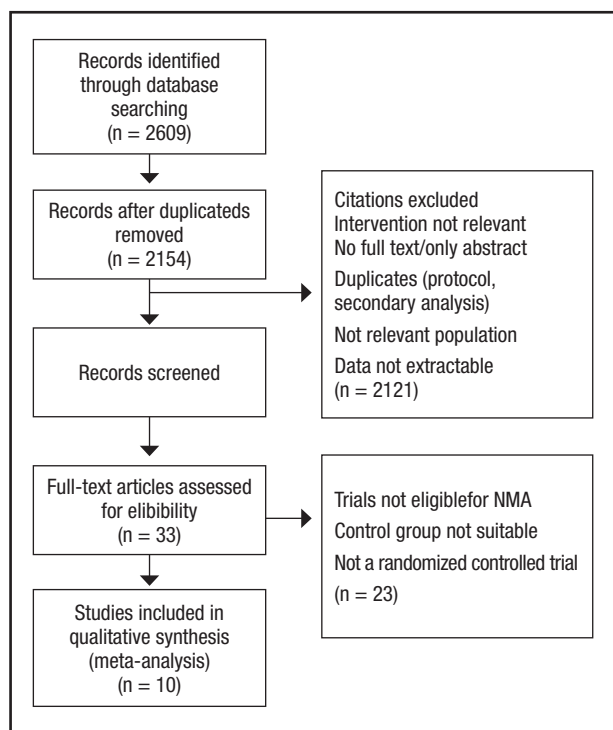 Records identified
through database
searching
(n = 2609)
Records after duplicateds
removed
(n = 2154)
Citations excluded
Intervention not relevant
No full text/only abstract
Duplicates (protocol,
secondary analysis)
Not relevant population
Data not extractable
(n = 2121)
Records screened
Full-text articles assessed
for elibibility
(n = 33)
Trials not eligiblefor NMA
Control group not suitable
Not a randomized controlled trial
(n = 23)
Studies included in
qualitative synthesis
(meta-analysis)
(n = 10)